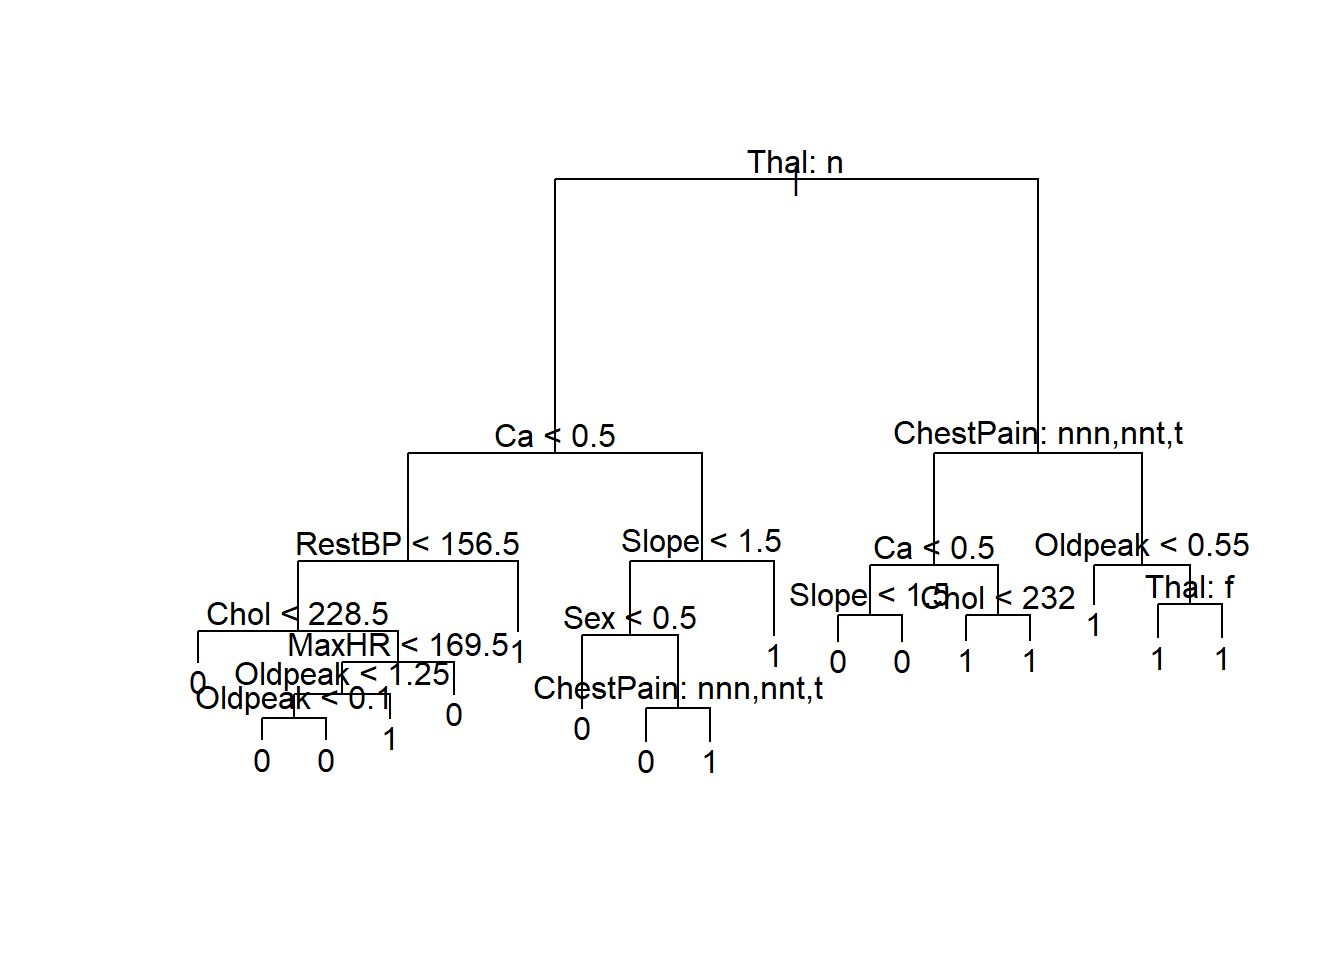 Thal: n
Ca < 0.5
ChestPain: nnn,nnt,t
RestBP < 156.5
Slope < 1.5
Ca < 0.5
Oldpeak < 0.55
Chol < 228.5
Sex < 0.5
Slope < 1.5
Chol < 232
Thal: f
MaxHR < 169.5
1
1
0
0
1
1
1
1
1
0
Oldpeak < 1.25
ChestPain: nnn,nnt,t
Oldpeak < 0.1
0
0
1
0
0
0
1